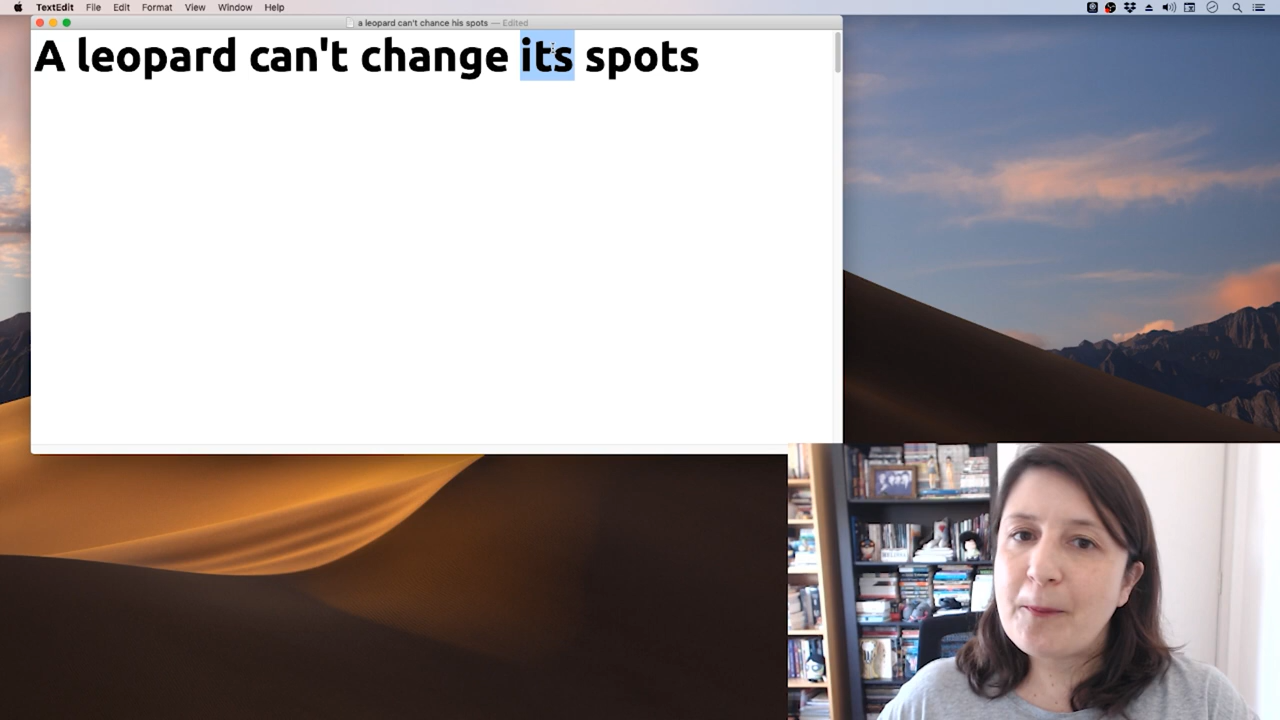 TextEdit File Edit Format View Window Help
a leopard can't chance his spots — Edited
A leopard can't change its spots